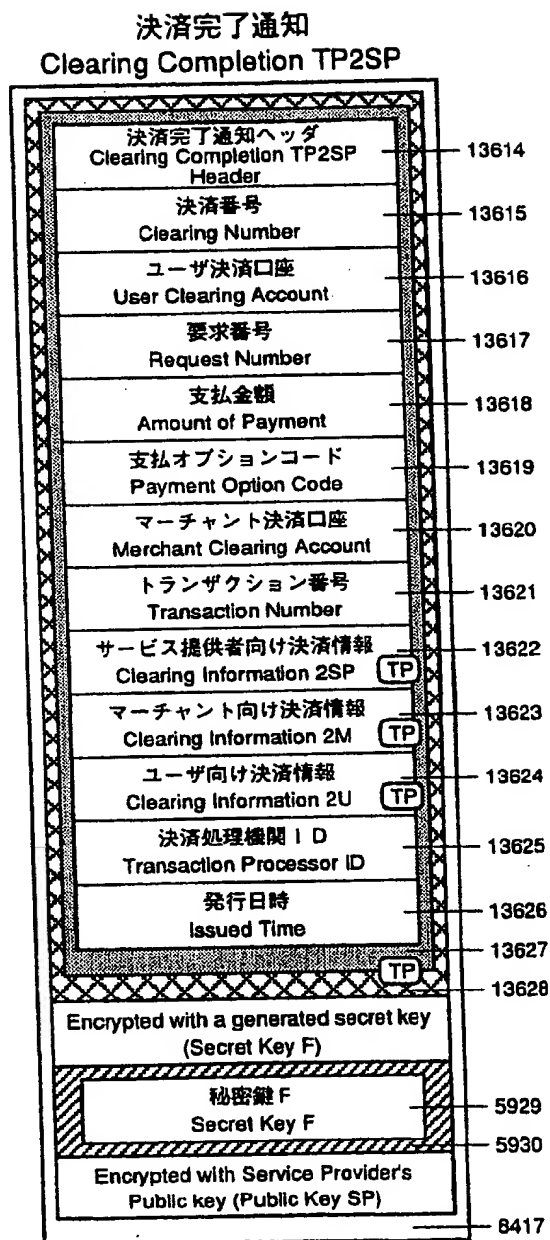 決済完了通知
Clearing Completion TP2SP
決済完了通知ヘッダ
Clearing Completion TP2SP
Header
13614
決済番号
Clearing Number
13615
ユーザ決済口座
User Clearing Account
13616
要求番号
Request Number
13617
支払金額
Amount of Payment
13618
支払オプションコード
Payment Option Code
13619
マーチャント決済口座
Merchant Clearing Account
13620
トランザクション番号
Transaction Number
13621
サービス提供者向け決済情報
Clearing Information 2SP
TP
13622
マーチャント向け決済情報
Clearing Information 2M
TP
13623
ユーザ向け決済情報
Clearing Information 2U
TP
13624
決済処理機関ID
Transaction Processor ID
13625
発行日時
Issued Time
13626
13627
TP
13628
Encrypted with a generated secret key
(Secret Key F)
秘密鍵F
Secret Key F
5929
5930
Encrypted with Service Provider's
Public key (Public Key SP)
8417